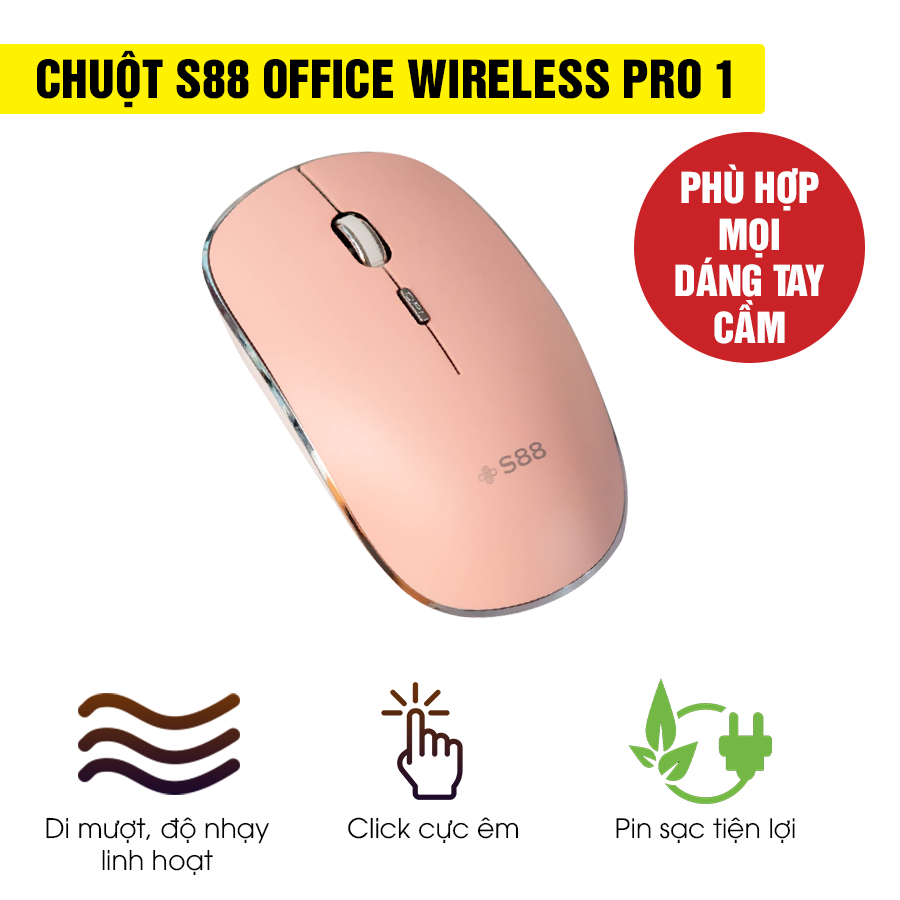 CHUỘT S88 OFFICE WIRELESS PRO 1
PHÙ HỢP
MỌI
DÁNG TAY
CẦM
S88
Di mượt, độ nhạy
linh hoạt
Click cực êm
Pin sạc tiện lợi